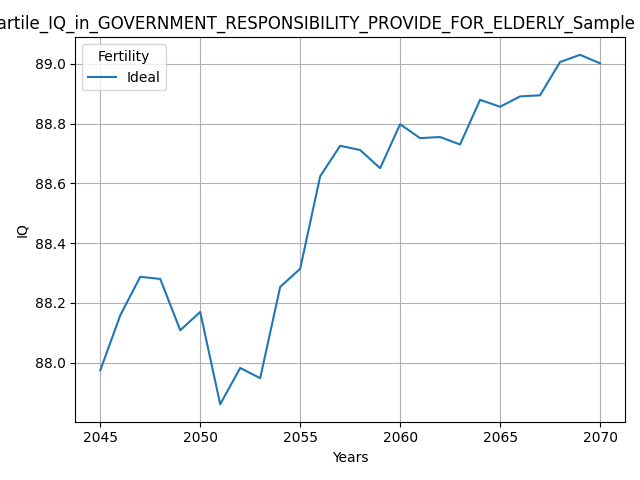 artile_IQ_in_GOVERNMENT_RESPONSIBILITY_PROVIDE_FOR_ELDERLY_Sample
Fertility
Ideal
89.0
88.8
88.6
88.4
88.2
88.0
IQ
2045 2050 2055 2060 2065 2070
Years